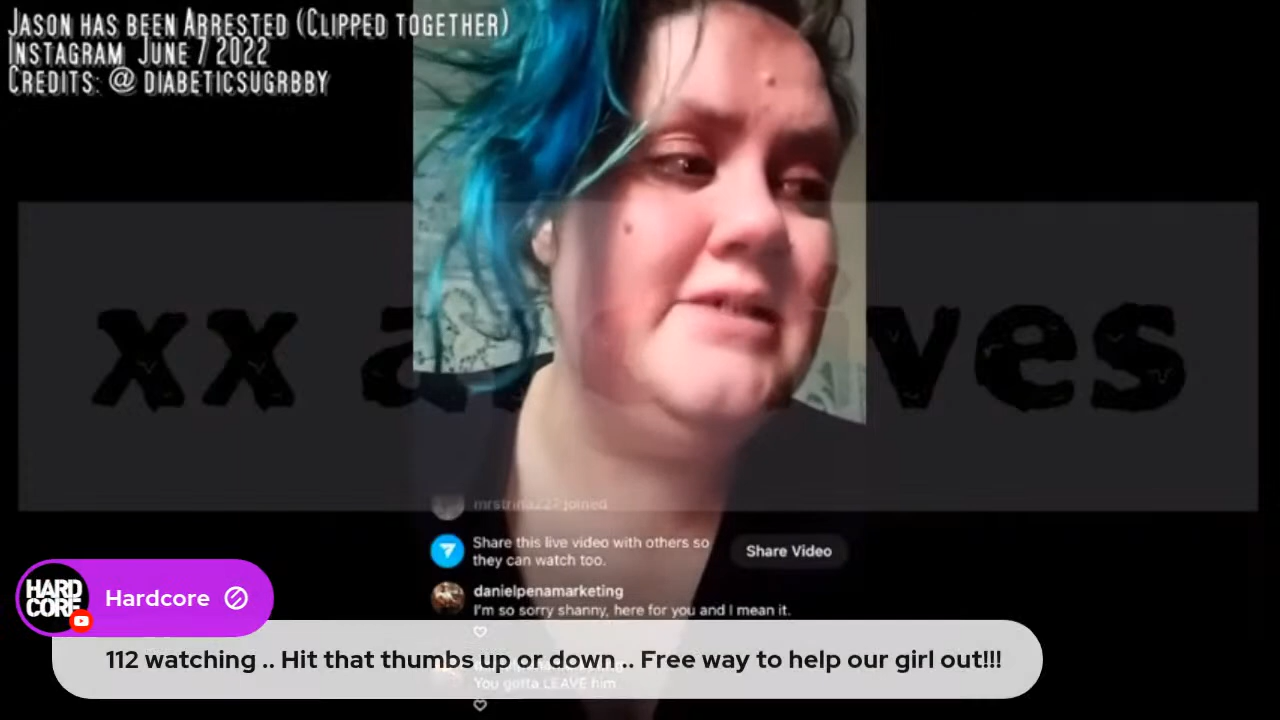 Jason has been Arrested (Clipped together)
Instagram June 7 2022
Credits: @ diabeticsugrbby
xx a ves
joined
Share this live video with others so
they can watch too.
Share Video
danielpenamarketing
I'm so sorry shanny, here for you and I mean it.
HARD
CORE
Hardcore
112 watching .. Hit that thumbs up or down .. Free way to help our girl out!!!
You gotta LEAVE him